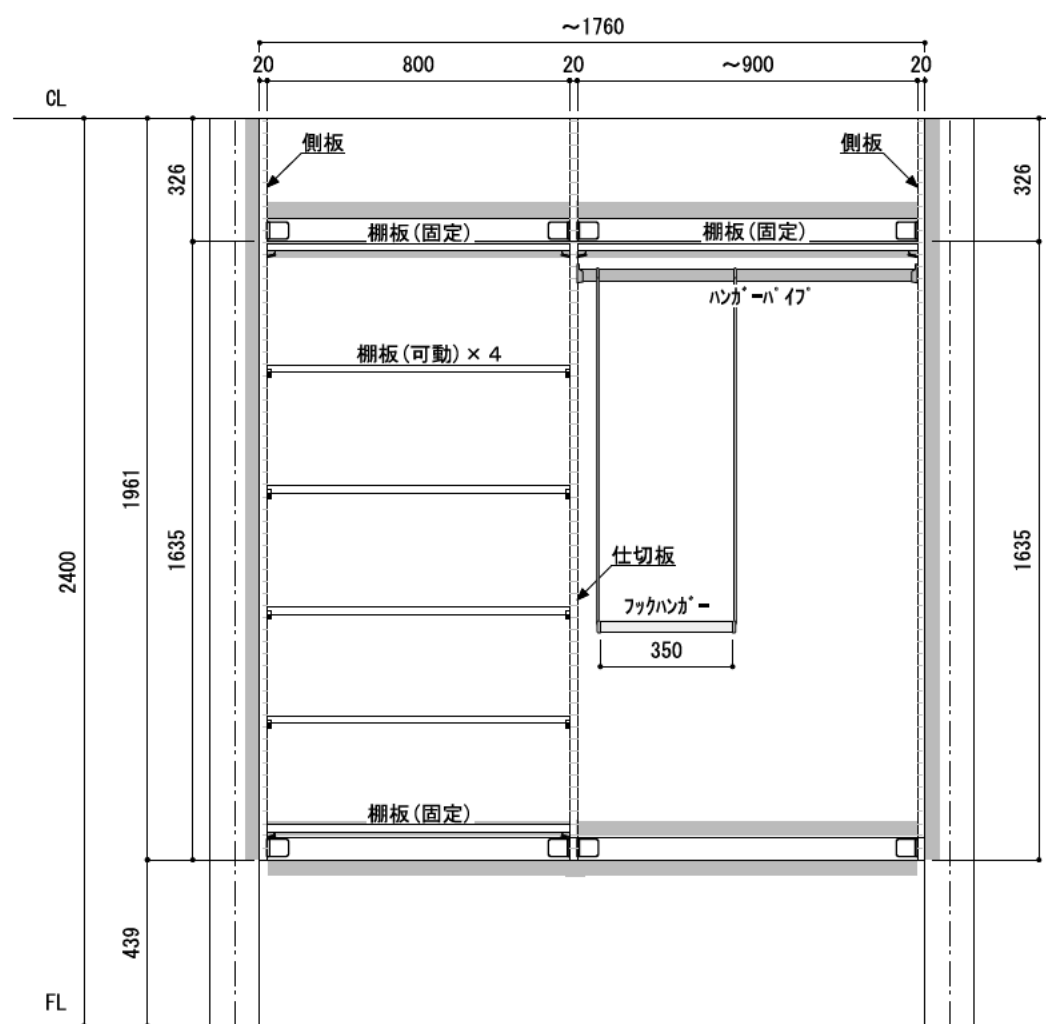 ～1760
20 800 20 ～900 20
CL
側板 側板
326 326
棚板(固定) 棚板(固定)
ﾊﾝｶﾞｰﾊﾟｲﾌﾟ
棚板(可動)×4
1961
2400
1635 1635
仕切板
ﾌｯｸﾊﾝｶﾞｰ
350
棚板(固定)
439
FL